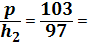 p/h₂ = 103/97 =